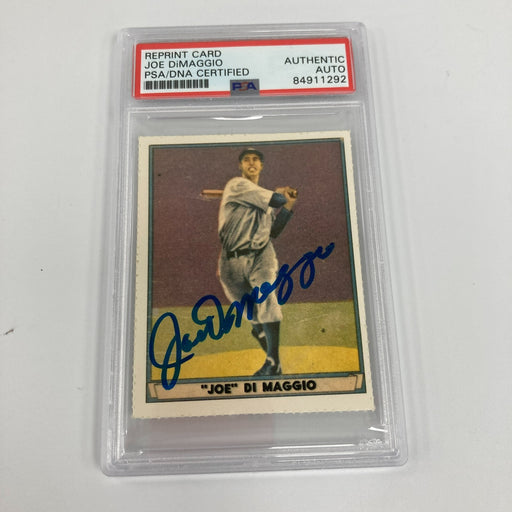 REPRINT CARD
JOE DiMAGGIO
PSA/DNA CERTIFIED
AUTHENTIC
AUTO
84911292
PSA
Joe DiMaggio
"JOE" DI MAGGIO